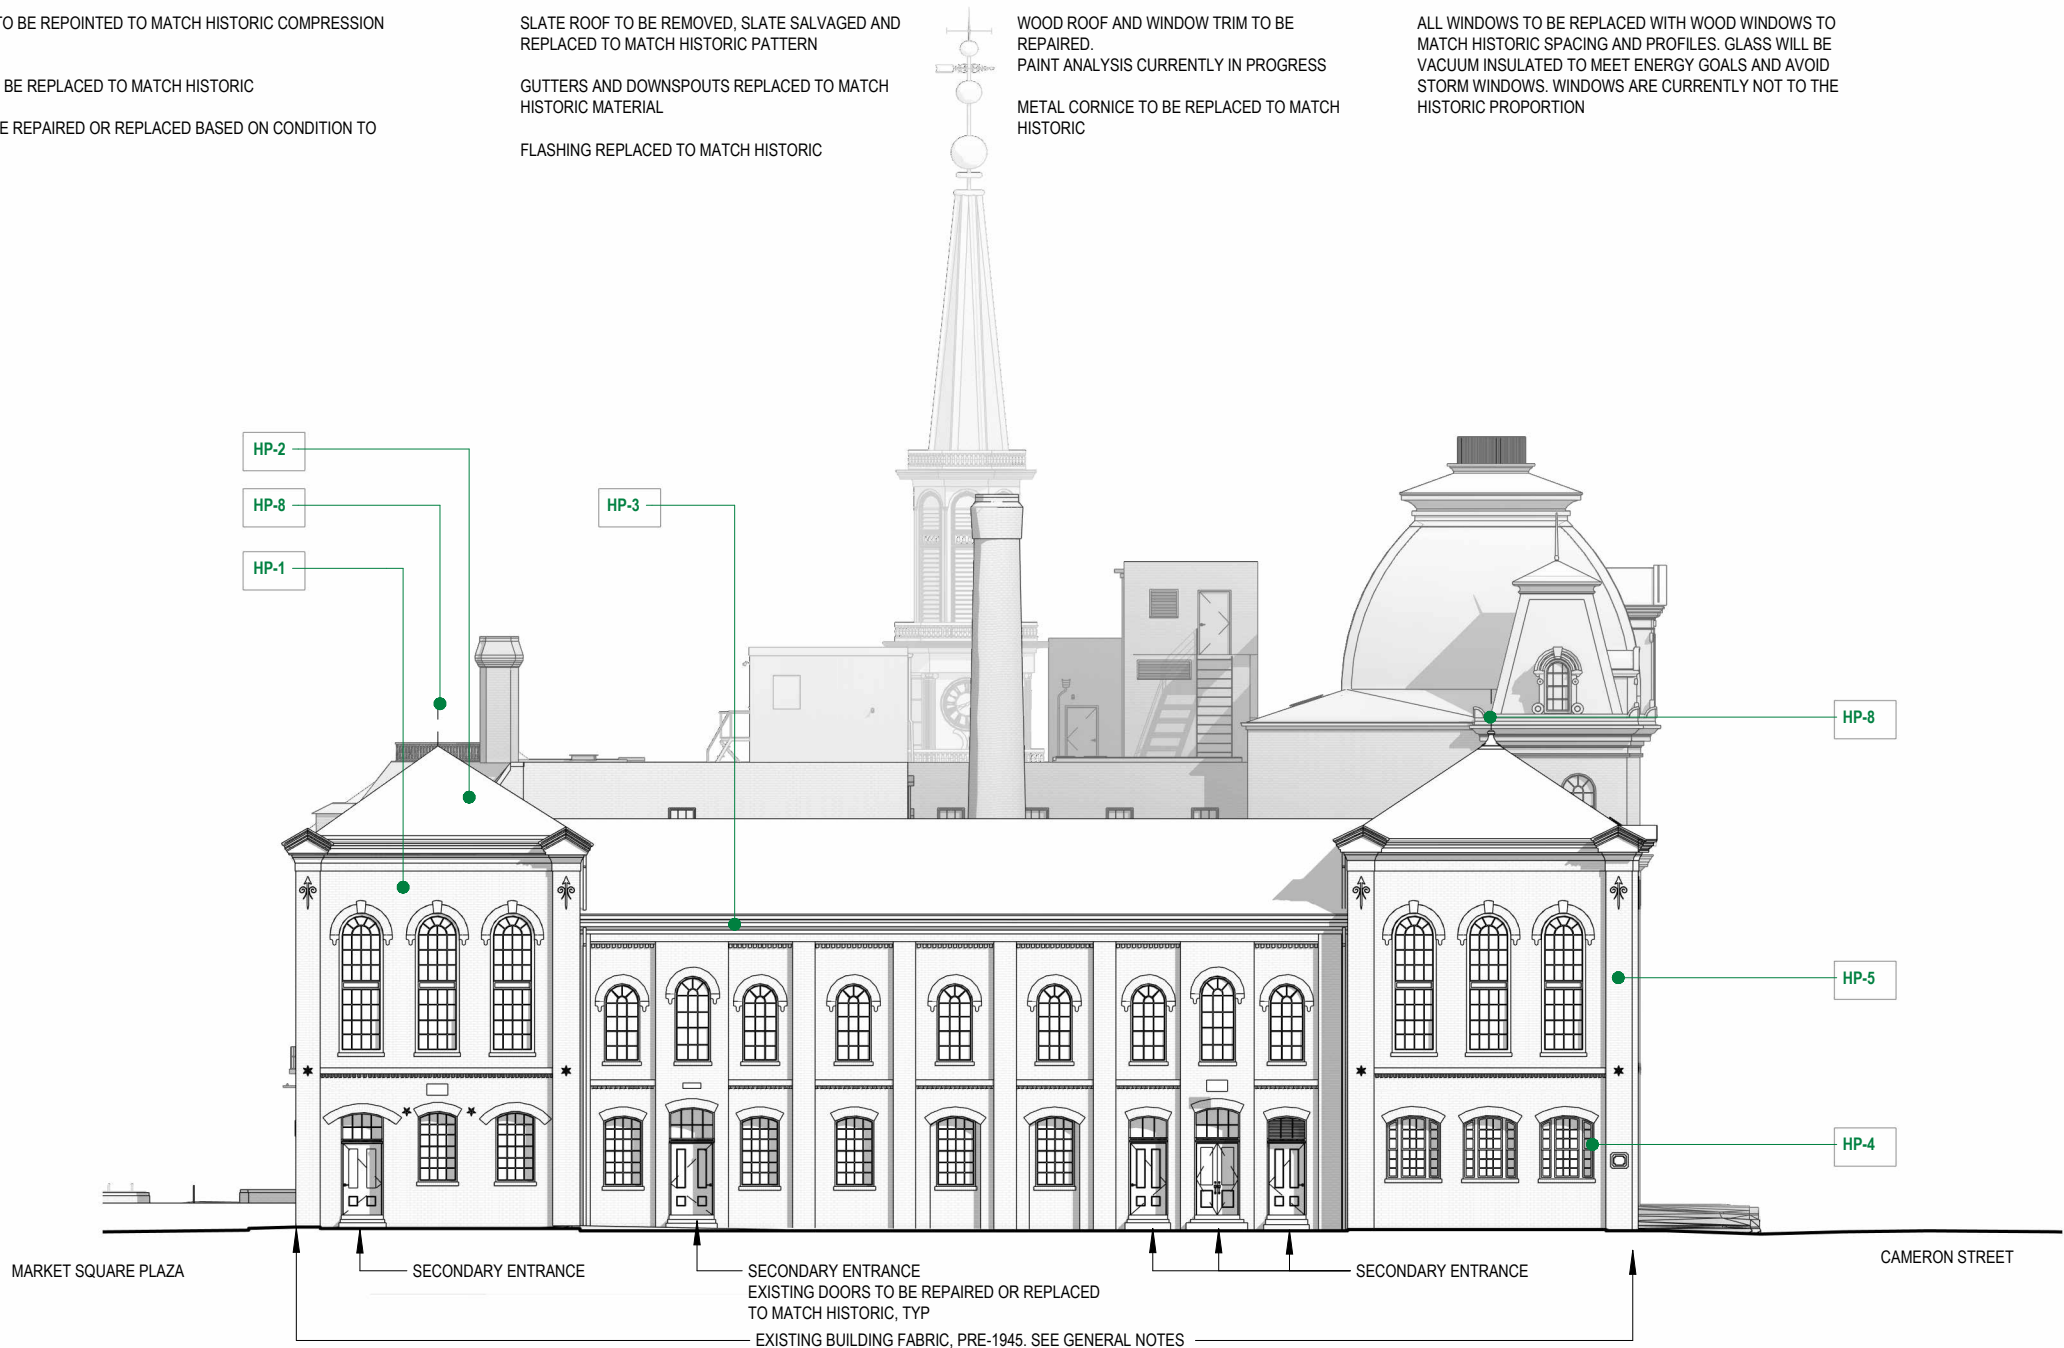 TO BE REPOINTED TO MATCH HISTORIC COMPRESSION
BE REPLACED TO MATCH HISTORIC
E REPAIRED OR REPLACED BASED ON CONDITION TO
SLATE ROOF TO BE REMOVED, SLATE SALVAGED AND
REPLACED TO MATCH HISTORIC PATTERN
GUTTERS AND DOWNSPOUTS REPLACED TO MATCH
HISTORIC MATERIAL
FLASHING REPLACED TO MATCH HISTORIC
WOOD ROOF AND WINDOW TRIM TO BE
REPAIRED.
PAINT ANALYSIS CURRENTLY IN PROGRESS
METAL CORNICE TO BE REPLACED TO MATCH
HISTORIC
ALL WINDOWS TO BE REPLACED WITH WOOD WINDOWS TO
MATCH HISTORIC SPACING AND PROFILES. GLASS WILL BE
VACUUM INSULATED TO MEET ENERGY GOALS AND AVOID
STORM WINDOWS. WINDOWS ARE CURRENTLY NOT TO THE
HISTORIC PROPORTION
HP-2
HP-8
HP-1
HP-3
HP-8
HP-5
HP-4
MARKET SQUARE PLAZA
SECONDARY ENTRANCE
SECONDARY ENTRANCE
EXISTING DOORS TO BE REPAIRED OR REPLACED
TO MATCH HISTORIC, TYP
SECONDARY ENTRANCE
CAMERON STREET
EXISTING BUILDING FABRIC, PRE-1945. SEE GENERAL NOTES